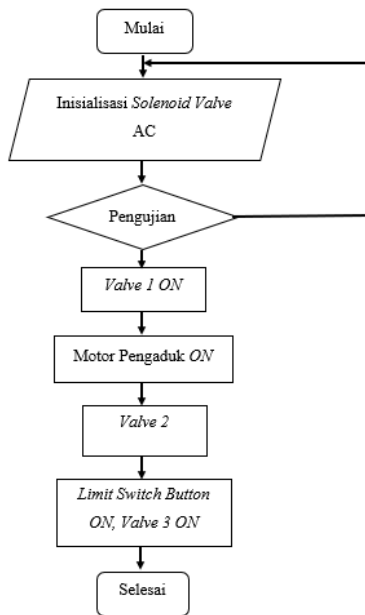 Mulai
Inisialisasi Solenoid Valve
AC
Pengujian
Valve 1 ON
Motor Pengaduk ON
Valve 2
Limit Switch Button
ON, Valve 3 ON
Selesai